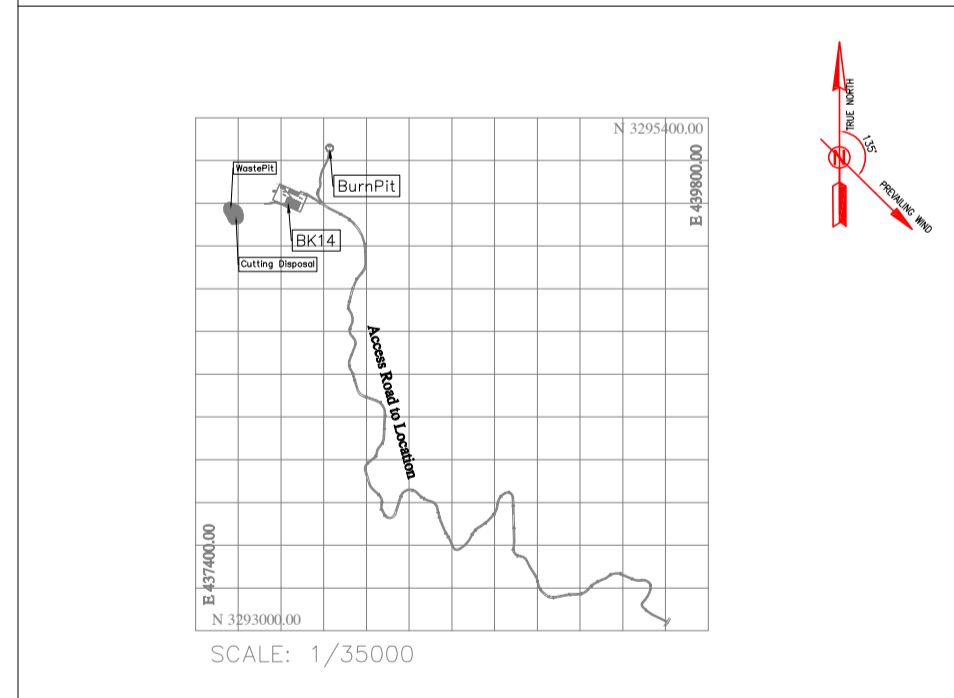 N 3295400.00
E 439800.00
WastePit
BurnPit
BK14
Cutting Disposal
Access Road to Location
E 437400.00
N 3293000.00
SCALE: 1/35000
TRUE NORTH
135°
N
PREVAILING WIND